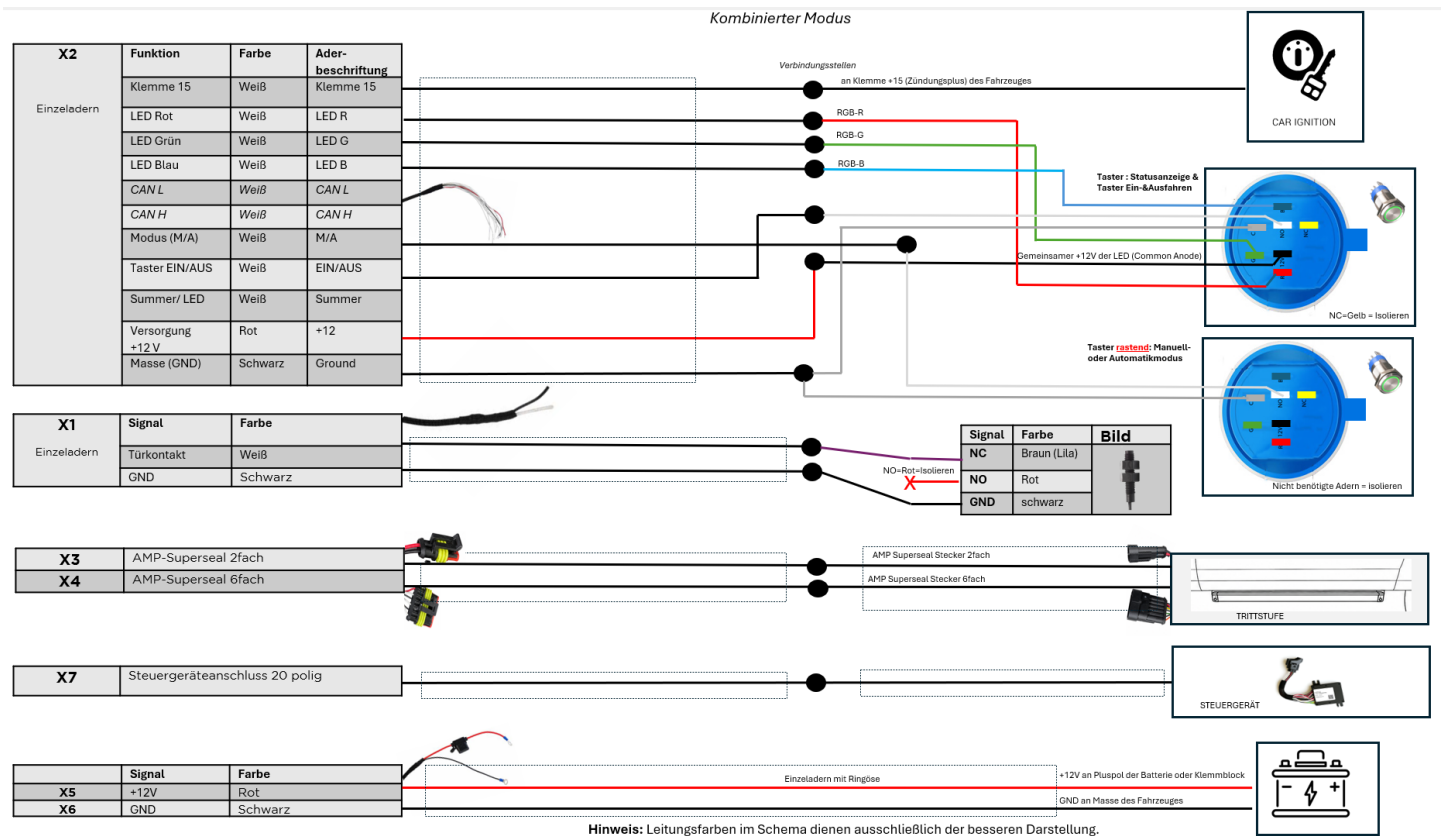 Kombinierter Modus
X2
Einzeladern
Funktion Farbe Ader-
beschriftung
Klemme 15 Weiß Klemme 15
LED Rot Weiß LED R
LED Grün Weiß LED G
LED Blau Weiß LED B
CAN L Weiß CAN L
CAN H Weiß CAN H
Modus (M/A) Weiß M/A
Taster EIN/AUS Weiß EIN/AUS
Summer/ LED Weiß Summer
Versorgung
+12 V Rot +12
Masse (GND) Schwarz Ground
Verbindungsstellen
an Klemme +15 (Zündungsplus) des Fahrzeuges
RGB-R
RGB-G
RGB-B
CAR IGNITION
Taster : Statusanzeige &
Taster Ein-&Ausfahren
Gemeinsamer +12V der LED (Common Anode)
B
C
NO
NC
G
12V
R
NC=Gelb = Isolieren
Taster rastend: Manuell-
oder Automatikmodus
B
C
NO
NC
G
12V
R
Nicht benötigte Adern = isolieren
X1
Einzeladern
Signal Farbe
Türkontakt Weiß
GND Schwarz
NO=Rot=Isolieren
X
Signal Farbe Bild
NC Braun (Lila)
NO Rot
GND schwarz
X3 AMP-Superseal 2fach
X4 AMP-Superseal 6fach
AMP Superseal Stecker 2fach
AMP Superseal Stecker 6fach
TRITTSTUFE
X7 Steuergeräteanschluss 20 polig
STEUERGERÄT
Signal Farbe
X5 +12V Rot
X6 GND Schwarz
Einzeladern mit Ringöse
+12V an Pluspol der Batterie oder Klemmblock
GND an Masse des Fahrzeuges
Hinweis: Leitungsfarben im Schema dienen ausschließlich der besseren Darstellung.